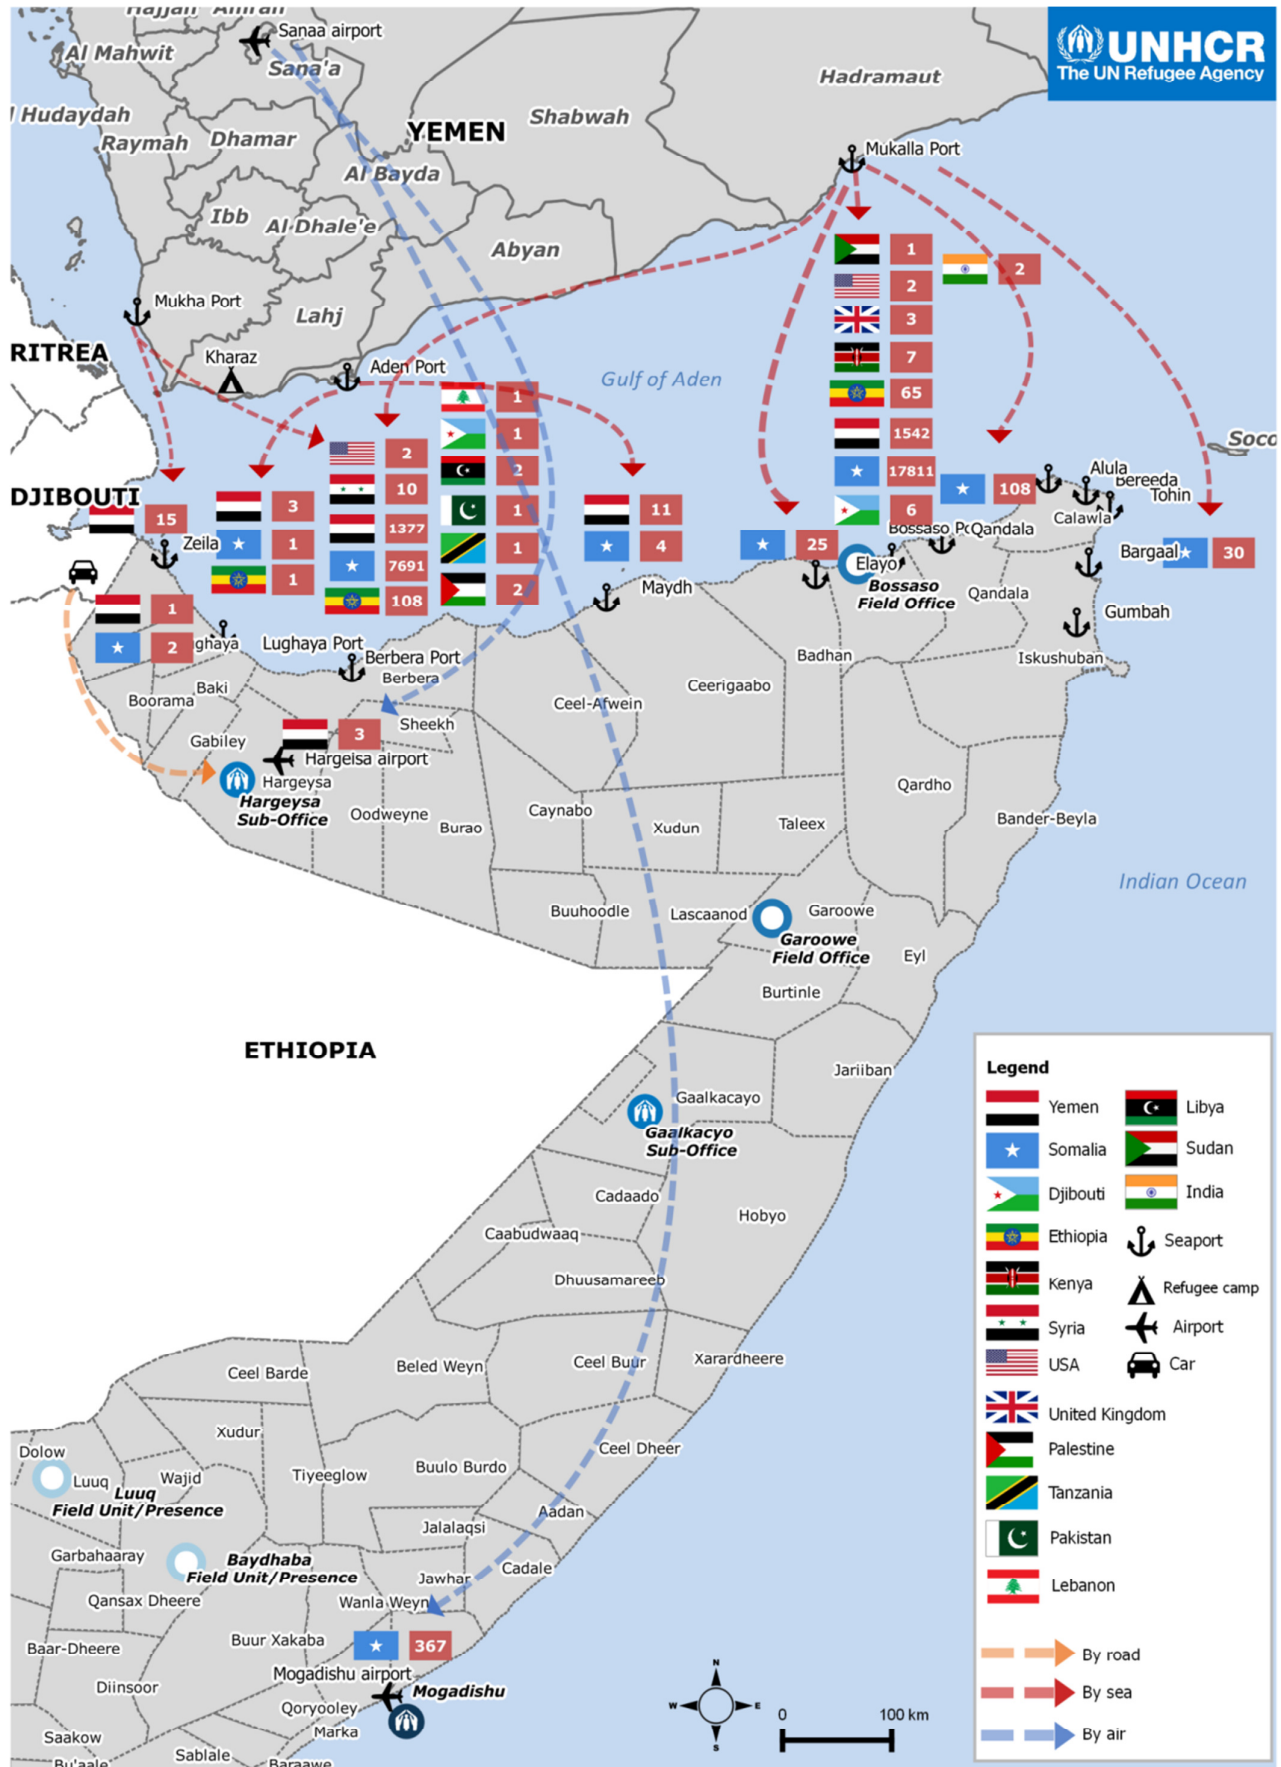 Hajjah Amran
Sanaa airport
Al Mahwit
Sana'a
UNHCR
The UN Refugee Agency
Hadramaut
l Hudaydah
Raymah
Dhamar
YEMEN
Shabwah
Al Bayda
Mukalla Port
Ibb
Al Dhale'e
Abyan
1
2
2
3
7
65
1542
17811
6
Mukha Port
Lahj
RITREA
Kharaz
Aden Port
Gulf of Aden
Soco
1
1
2
1
1
2
2
10
1377
7691
108
3
1
1
11
4
25
108
30
DJIBOUTI
15
Zeila
1
2
ghaya
Lughaya Port
Berbera Port
Berbera
Maydh
Bossaso Po
Qandala
Elayo
Bossaso
Field Office
Alula
Bereeda
Tohin
Calawla
Bargaal
Qandala
Gumbah
Iskushuban
Badhan
Ceerigaabo
Ceel-Afwein
Boorama
Baki
Gabiley
Sheekh
3
Hargeisa airport
Hargeysa
Hargeysa
Sub-Office
Oodweyne
Burao
Caynabo
Xudun
Taleex
Qardho
Bander-Beyla
Indian Ocean
Buuhoodle
Lascaanod
Garoowe
Garoowe
Field Office
Eyl
Burtinle
ETHIOPIA
Jariiban
Gaalkacayo
Gaalkacyo
Sub-Office
Cadaado
Hobyo
Caabudwaaq
Dhuusamareeb
Ceel Barde
Beled Weyn
Ceel Buur
Xarardheere
Xudur
Ceel Dheer
Dolow
Luuq
Luuq
Field Unit/Presence
Wajid
Tiyeeglow
Buulo Burdo
Aadan
Jalalaqsi
Garbahaaray
Baydhaba
Field Unit/Presence
Cadale
Jawhar
Qansax Dheere
Wanla Weyn
Baar-Dheere
Buur Xakaba
367
Diinsoor
Mogadishu airport
Mogadishu
Qoryooley
Marka
Saakow
Sablale
Bu'aale
Baraawe
N
W
E
S
0
100 km
Legend
Yemen
Somalia
Djibouti
Ethiopia
Kenya
Syria
USA
United Kingdom
Palestine
Tanzania
Pakistan
Lebanon
Libya
Sudan
India
Seaport
Refugee camp
Airport
Car
By road
By sea
By air